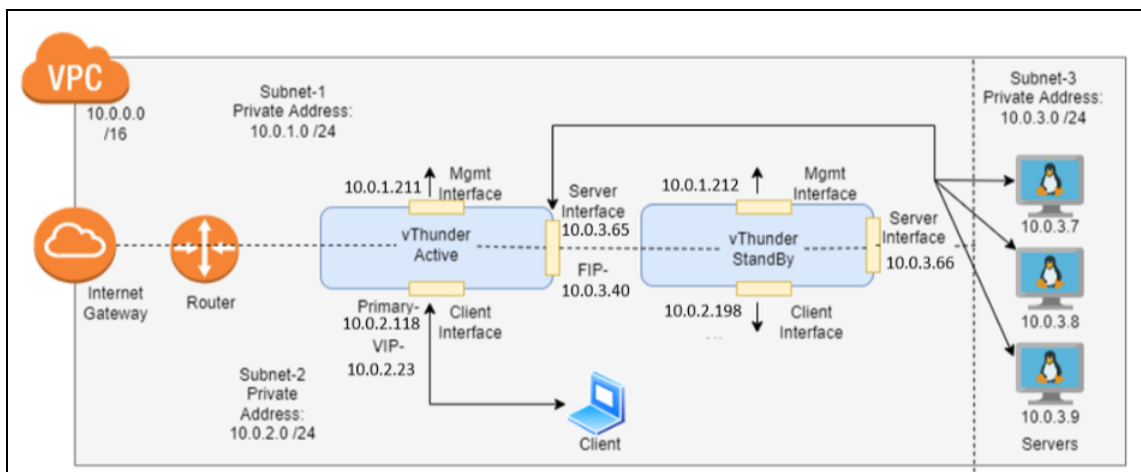 VPC
10.0.0.0
/16
Subnet-1
Private Address:
10.0.1.0 /24
Subnet-3
Private Address:
10.0.3.0 /24
10.0.1.211
Mgmt
Interface
Server
Interface
10.0.3.65
10.0.1.212
Mgmt
Interface
Server
Interface
10.0.3.66
10.0.3.7
vThunder
Active
vThunder
StandBy
FIP-
10.0.3.40
Internet
Gateway
Router
Primary-
10.0.2.118
VIP-
10.0.2.23
Client
Interface
10.0.2.198
Client
Interface
...
10.0.3.8
Subnet-2
Private
Address:
10.0.2.0 /24
Client
10.0.3.9
Servers